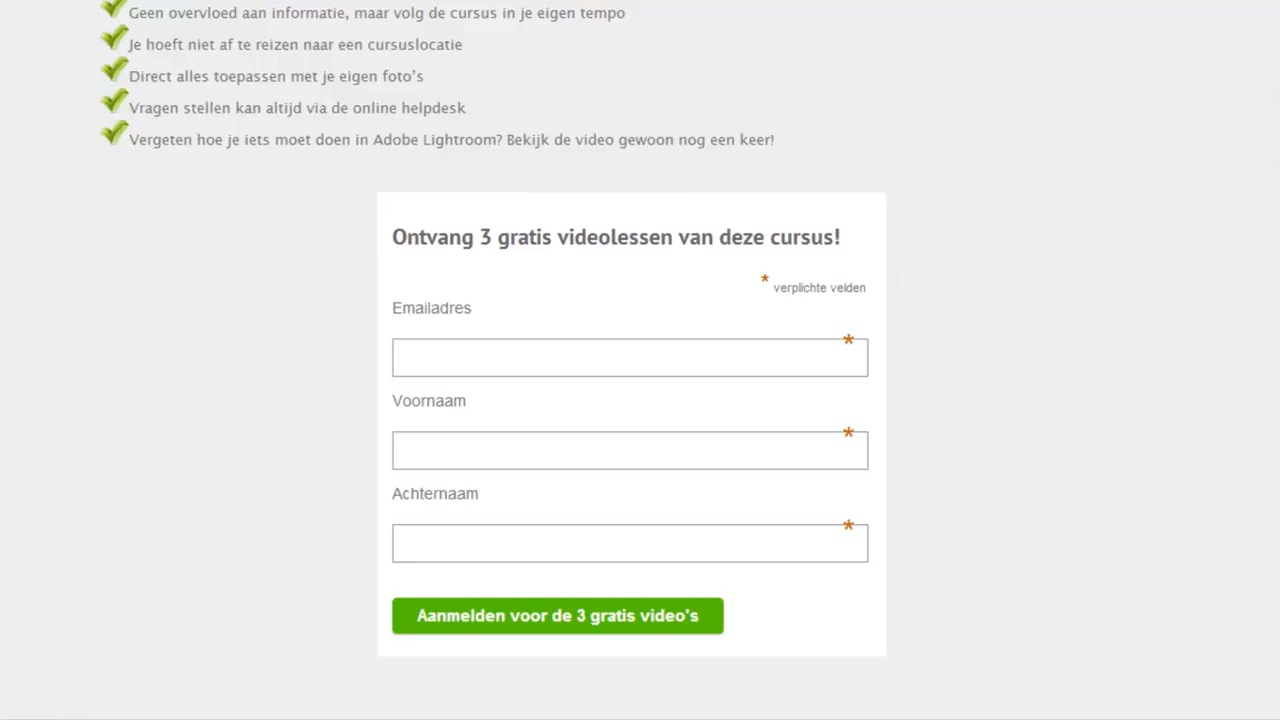 Geen overvloed aan informatie, maar volg de cursus in je eigen tempo
Je hoeft niet af te reizen naar een cursuslocatie
Direct alles toepassen met je eigen foto's
Vragen stellen kan altijd via de online helpdesk
Vergeten hoe je iets moet doen in Adobe Lightroom? Bekijk de video gewoon nog een keer!
Ontvang 3 gratis videolessen van deze cursus!
* verplichte velden
Emailadres
*
Voornaam
*
Achternaam
*
Aanmelden voor de 3 gratis video's